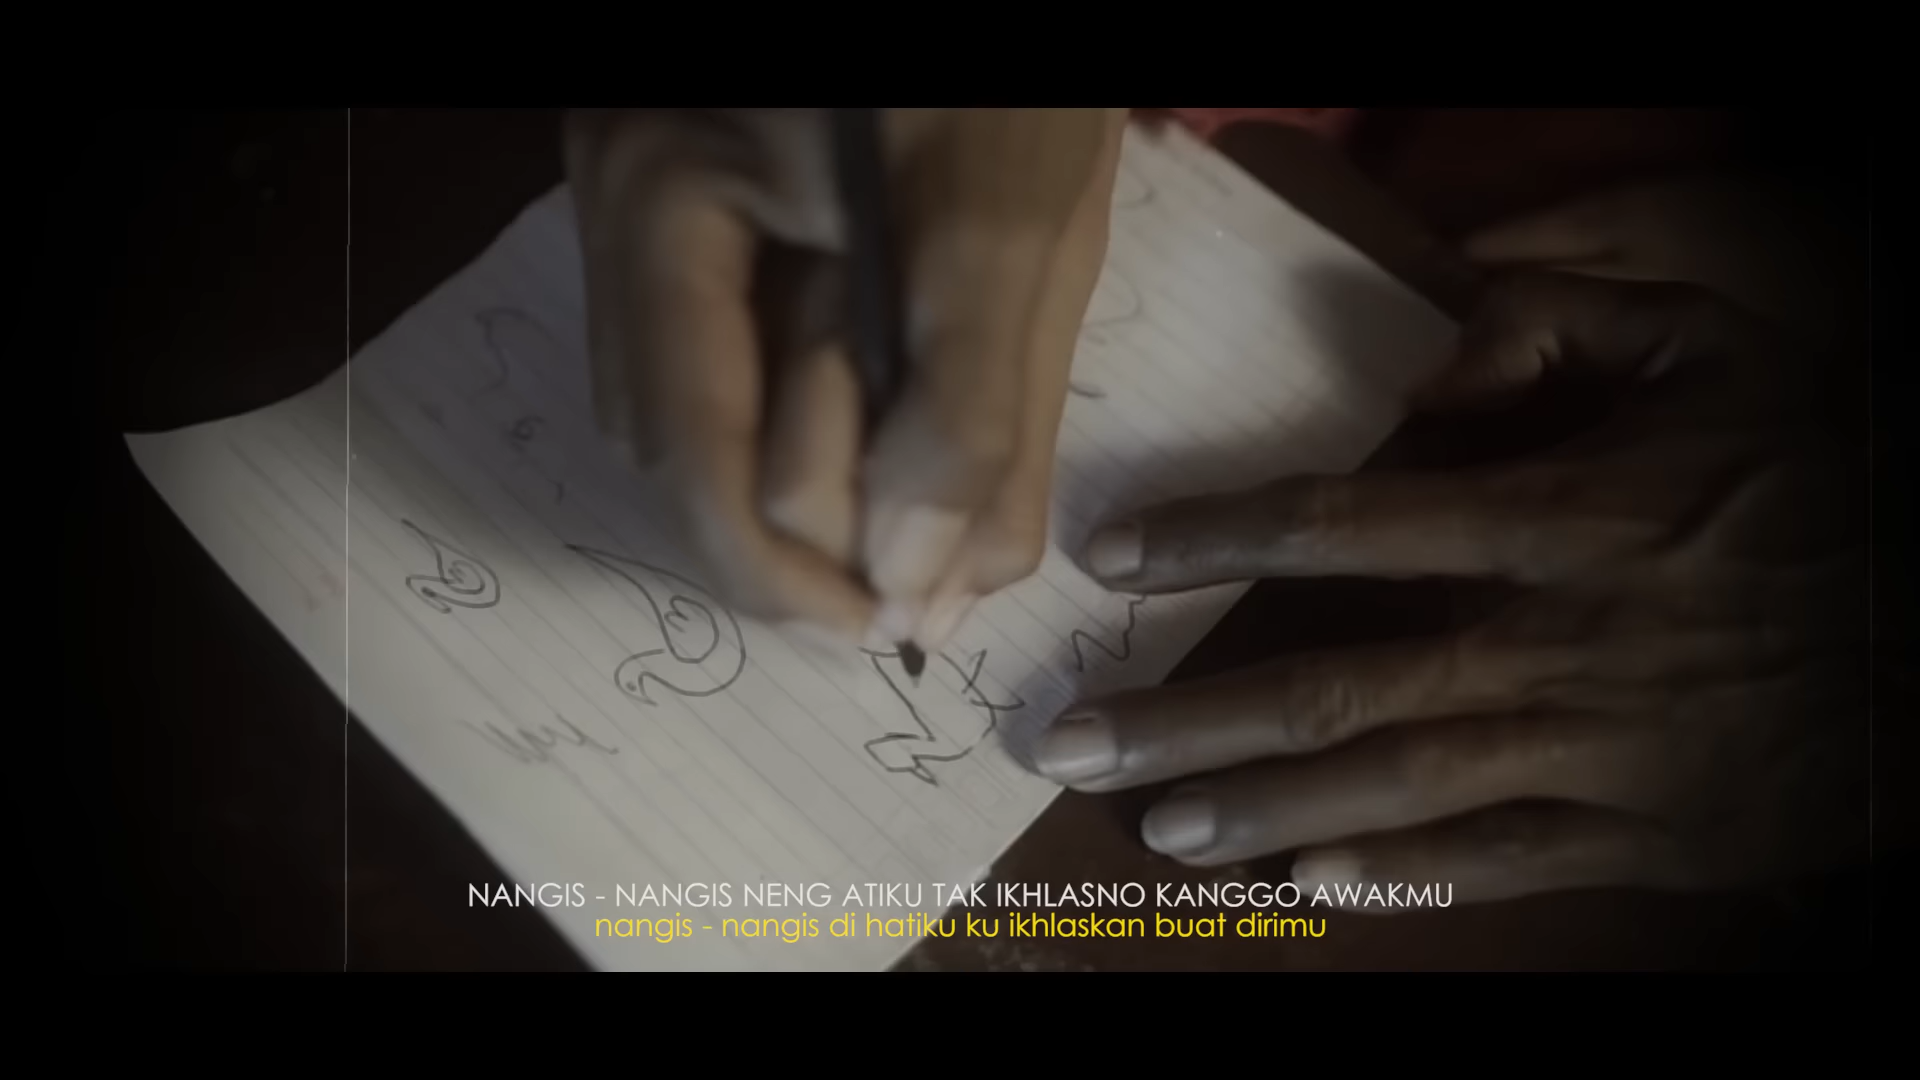 NANGIS - NANGIS NENG ATIKU TAK IKHLASNO KANGGO AWAKMU
nangis - nangis di hatiku ku ikhlaskan buat dirimu